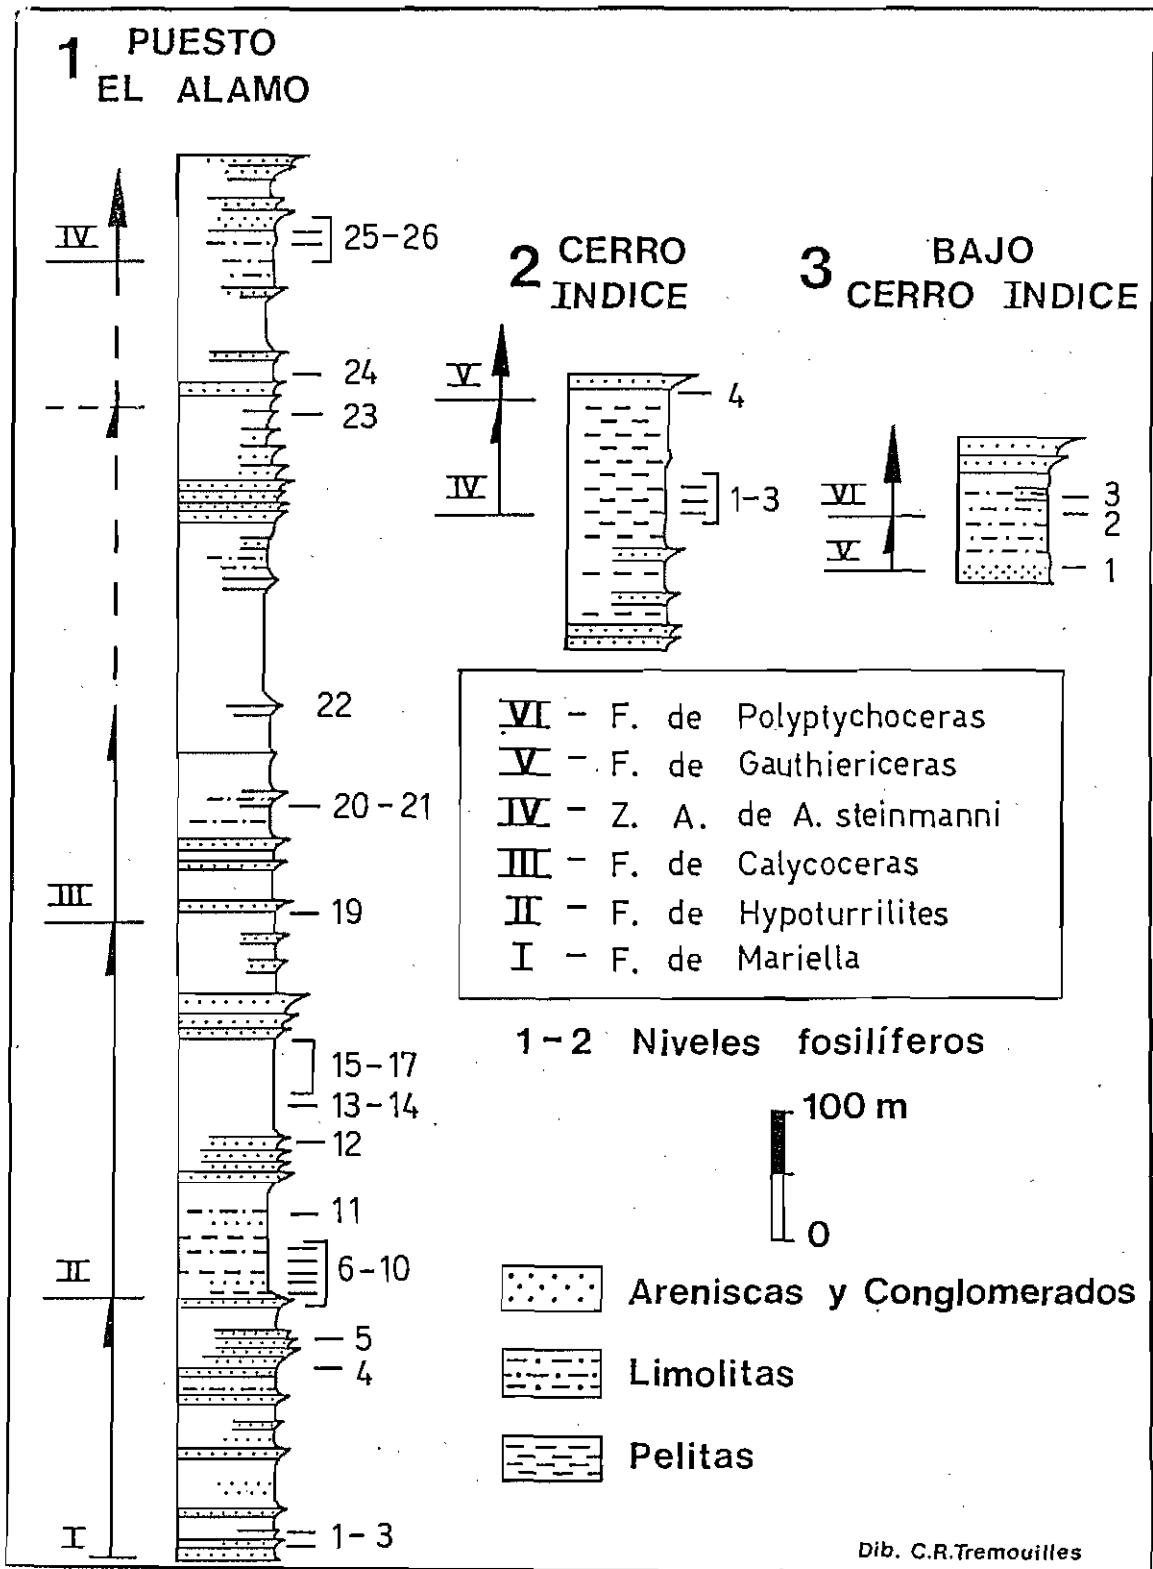 1 PUESTO
EL ALAMO
IV
25-26
24
23
22
20-21
III
19
15-17
13-14
12
11
II
6-10
5
4
I
1-3
2 CERRO
INDICE
V
4
IV
1-3
3 BAJO
CERRO INDICE
VI
3
2
V
1
VI - F. de Polyptychoceras
V - F. de Gauthiericeras
IV - Z. A. de A. steinmanni
III - F. de Calycoceras
II - F. de Hypoturrilites
I - F. de Mariella
1-2 Niveles fosilíferos
100 m
0
Areniscas y Conglomerados
Limolitas
Pelitas
Dib. C.R.Tremouilles